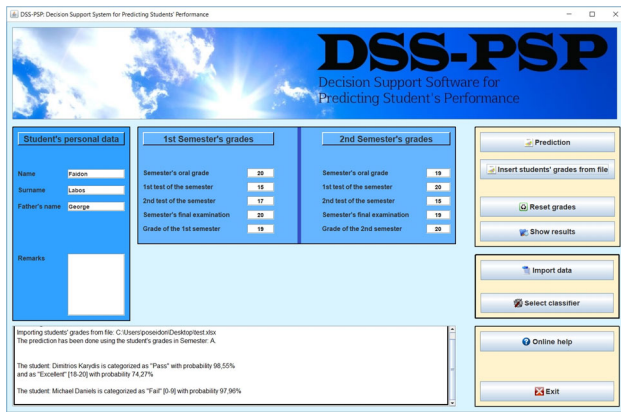 DSS-PSP: Decision Support System for Predicting Students' Performance
DSS-PSP
Decision Support Software for
Predicting Student's Performance
Student's personal data
Name Faidon
Surname Labos
Father's name George
Remarks
1st Semester's grades
Semester's oral grade 20
1st test of the semester 15
2nd test of the semester 17
Semester's final examination 20
Grade of the 1st semester 19
2nd Semester's grades
Semester's oral grade 19
1st test of the semester 19
2nd test of the semester 15
Semester's final examination 19
Grade of the 2nd semester 20
Prediction
Insert students' grades from file
Reset grades
Show results
Import data
Select classifier
Online help
Exit
Importing students' grades from file: C:\Users\poseidon\Desktop\test.xlsx
The prediction has been done using the student's grades in Semester: A.
The student: Dimitrios Karydis is categorized as "Pass" with probability 98,55%
and as "Excellent" [18-20] with probability 74,27%
The student: Michael Daniels is categorized as "Fail" [0-9] with probability 97,96%